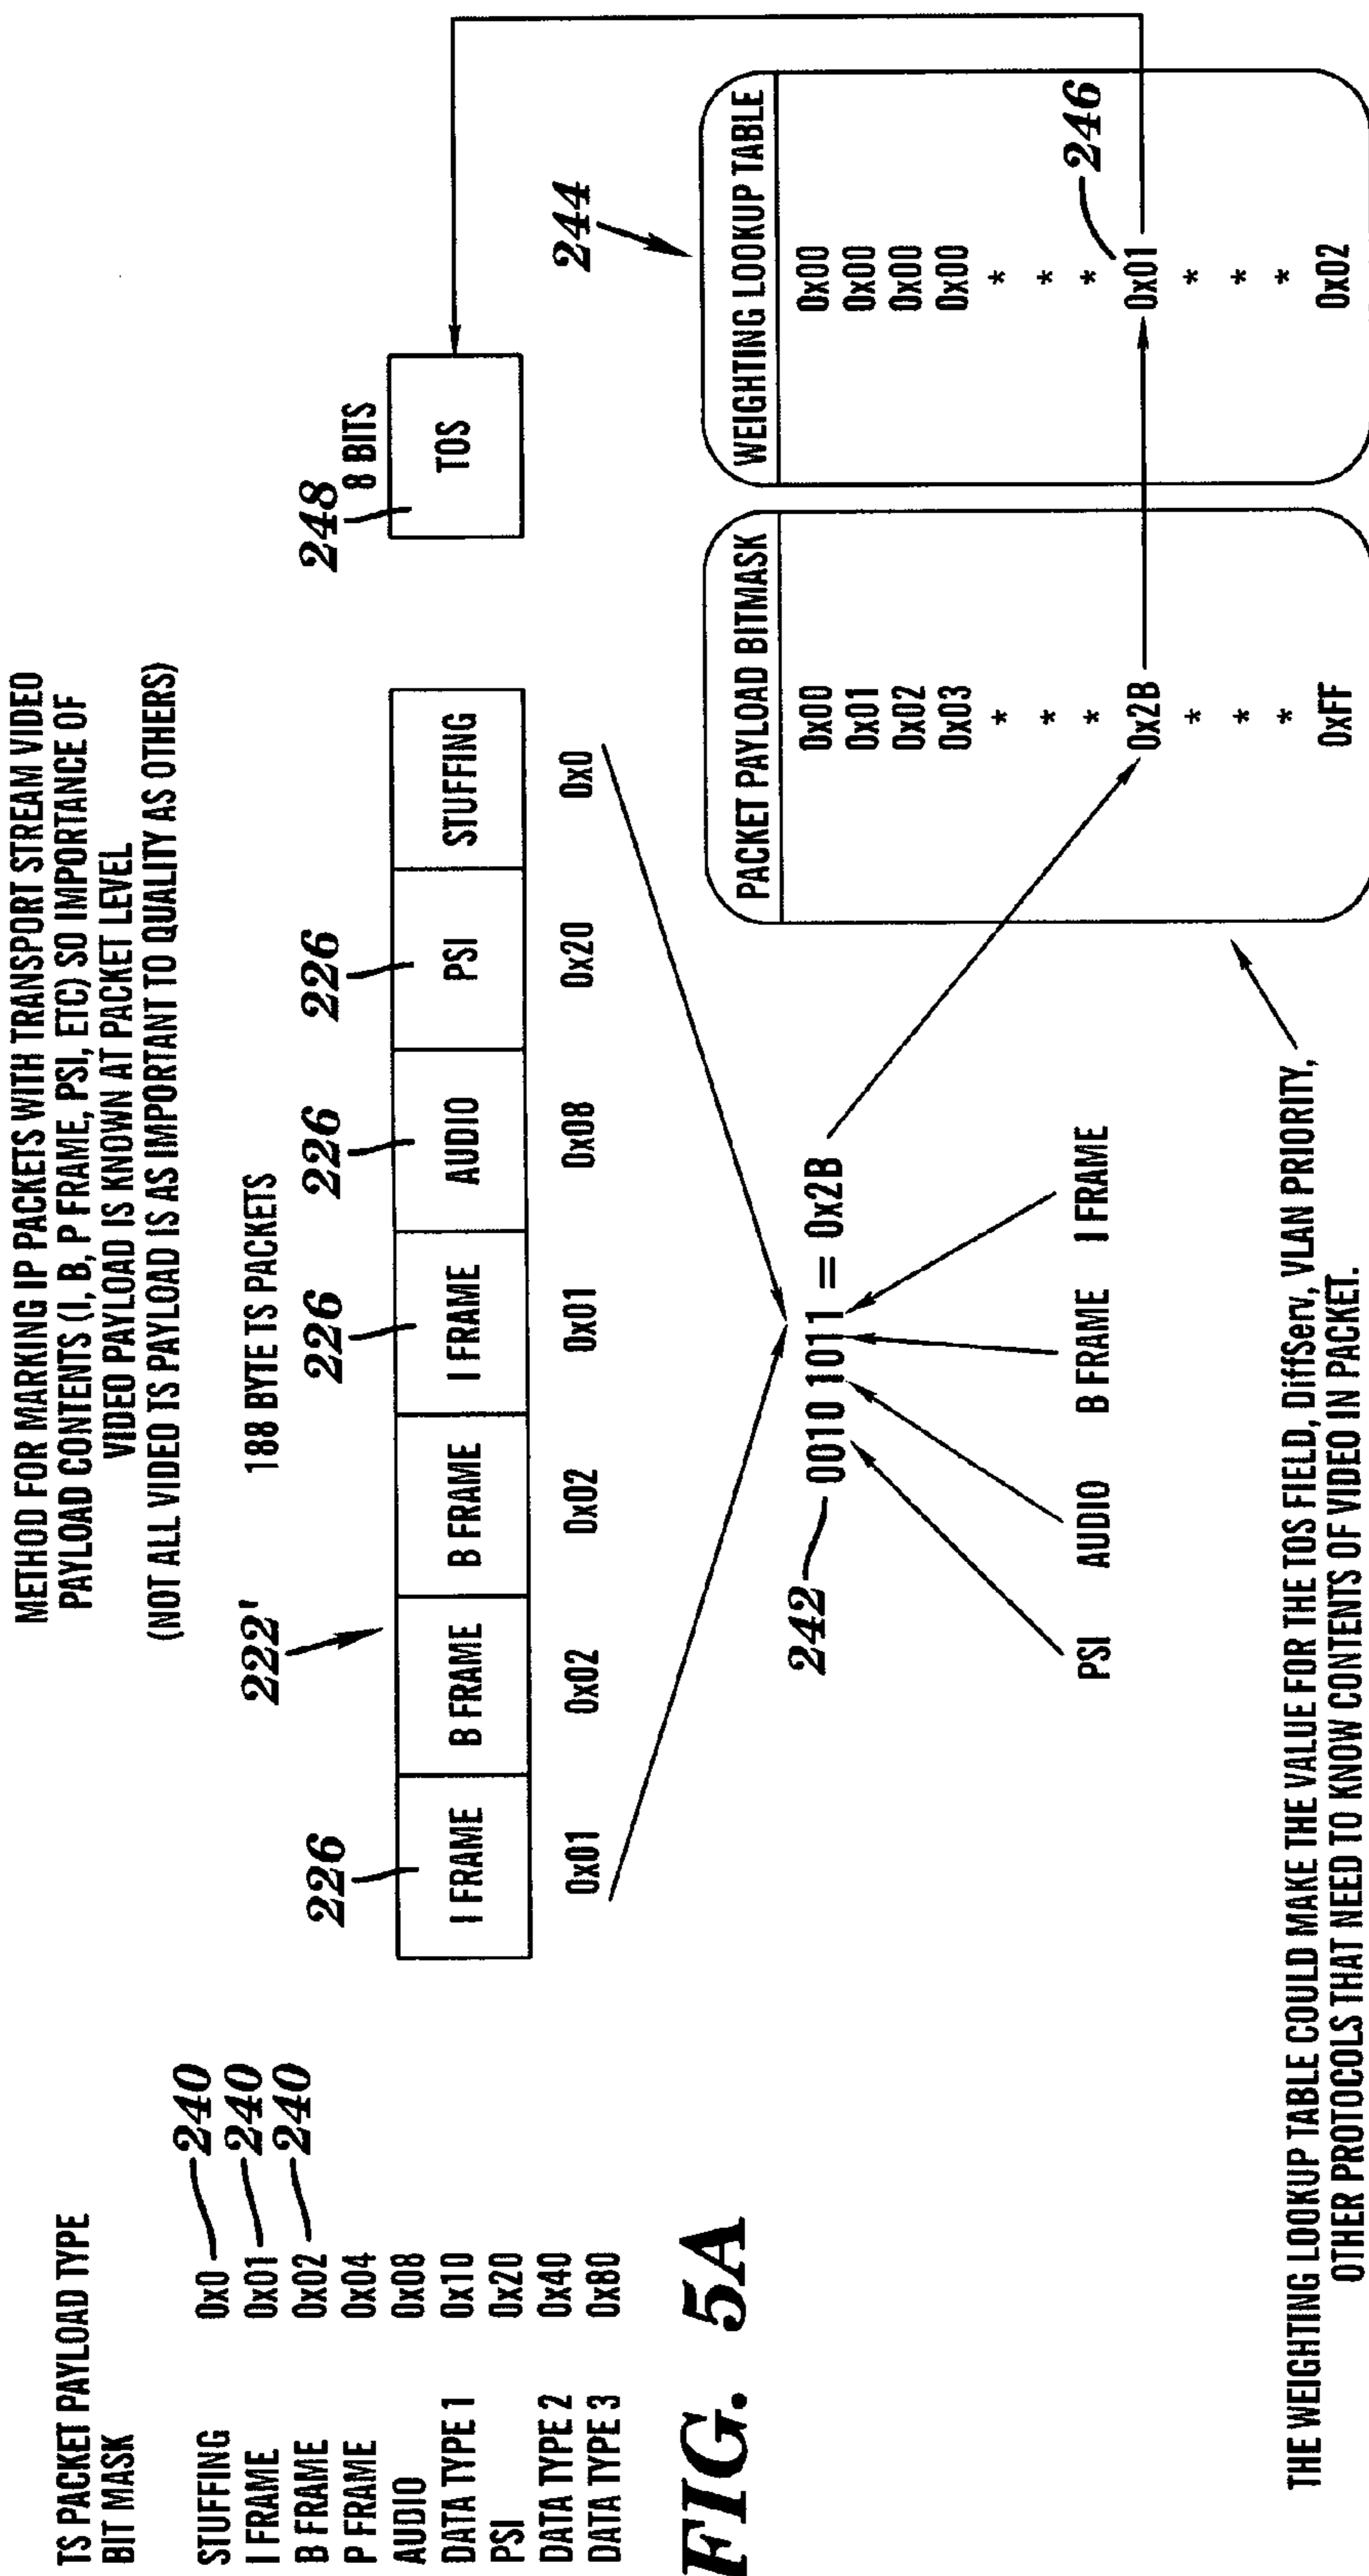 METHOD FOR MARKING IP PACKETS WITH TRANSPORT STREAM VIDEO
PAYLOAD CONTENTS (I, B, P FRAME, PSI, ETC) SO IMPORTANCE OF
VIDEO PAYLOAD IS KNOWN AT PACKET LEVEL
(NOT ALL VIDEO TS PAYLOAD IS AS IMPORTANT TO QUALITY AS OTHERS)
TS PACKET PAYLOAD TYPE
BIT MASK
STUFFING 0x0 240
I FRAME 0x01 240
B FRAME 0x02 240
P FRAME 0x04
AUDIO 0x08
DATA TYPE 1 0x10
PSI 0x20
DATA TYPE 2 0x40
DATA TYPE 3 0x80
222' 188 BYTE TS PACKETS
226 226 226 226
I FRAME B FRAME B FRAME I FRAME AUDIO PSI STUFFING
0x01 0x02 0x02 0x01 0x08 0x20 0x0
248
8 BITS
TOS
242 0010 1011 = 0x2B
PSI AUDIO B FRAME I FRAME
244
PACKET PAYLOAD BITMASK WEIGHTING LOOKUP TABLE
0x00 0x00
0x01 0x00
0x02 0x00
0x03 0x00
* *
* *
* *
0x2B 0x01 246
* *
* *
* *
0xFF 0x02
FIG. 5A
THE WEIGHTING LOOKUP TABLE COULD MAKE THE VALUE FOR THE TOS FIELD, DiffServ, VLAN PRIORITY,
OTHER PROTOCOLS THAT NEED TO KNOW CONTENTS OF VIDEO IN PACKET.